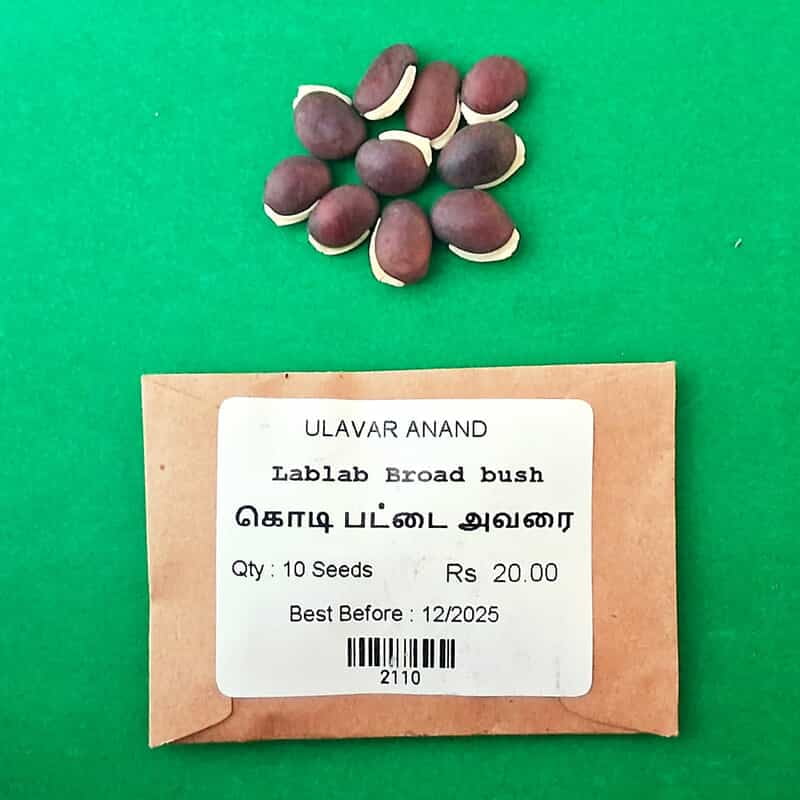 ULAVAR ANAND
Lablab Broad bush
கொடி பட்டை அவரை
Qty : 10 Seeds Rs 20.00
Best Before : 12/2025
2110